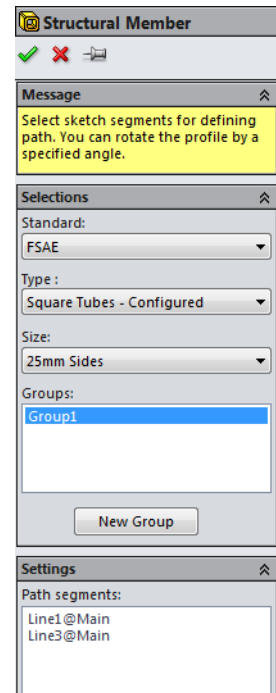 Structural Member
Message
Select sketch segments for defining
path. You can rotate the profile by a
specified angle.
Selections
Standard:
FSAE
Type :
Square Tubes - Configured
Size:
25mm Sides
Groups:
Group1
New Group
Settings
Path segments:
Line1@Main
Line3@Main